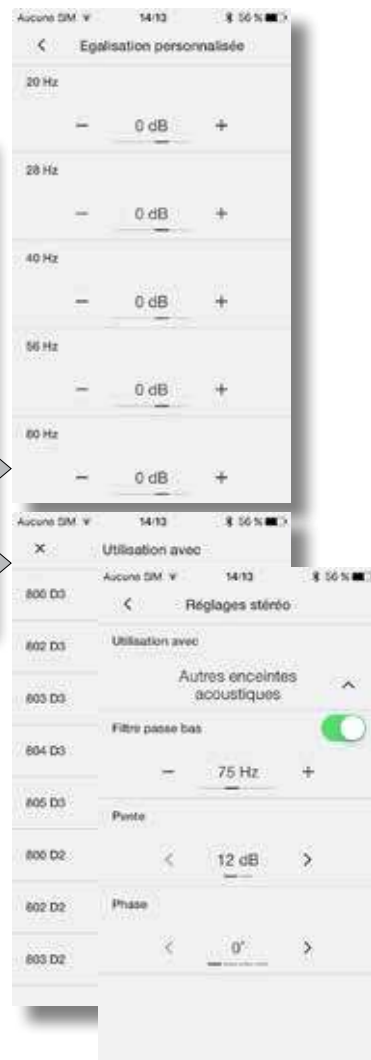 Aucune SIM 14/13 56 %
Egalisation personnalisée
20 Hz
− 0 dB +
28 Hz
− 0 dB +
40 Hz
− 0 dB +
56 Hz
− 0 dB +
80 Hz
− 0 dB +
Aucune SIM 14/13 56 %
× Utilisation avec
800 D3
802 D3
603 D3
804 D3
805 D3
800 D2
802 D2
803 D2
Aucune SIM 14/13 56 %
Réglages stéréo
Utilisation avec
Autres enceintes
acoustiques
Filtre passe bas
− 75 Hz +
Pente
< 12 dB >
Phase
< 0° >